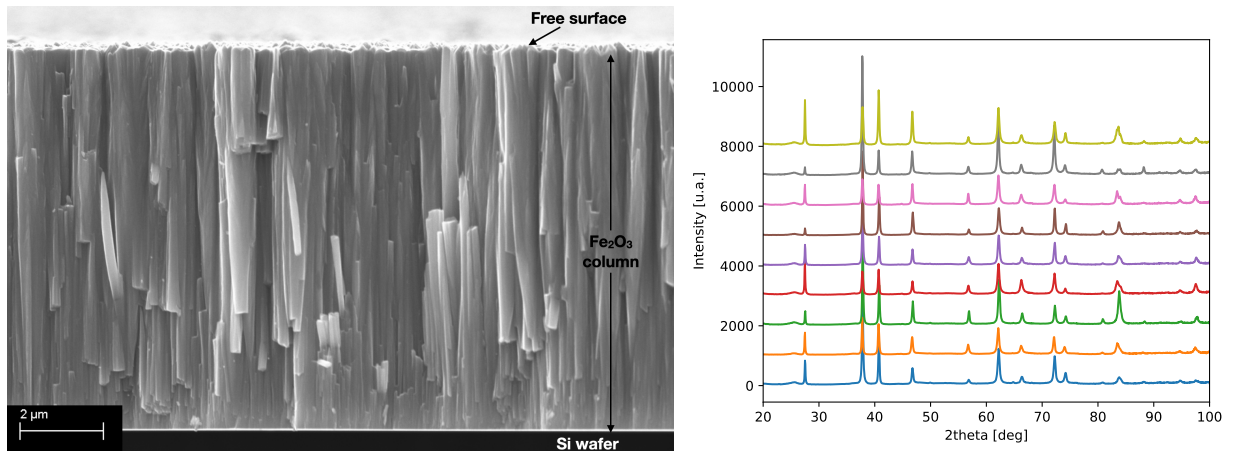 Free surface
Fe₂O₃
column
2 µm
Si wafer
Intensity [u.a.]
10000
8000
6000
4000
2000
0
20 30 40 50 60 70 80 90 100
2theta [deg]